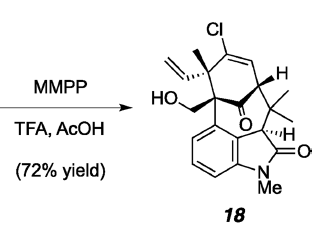 Cl
H
MMPP
HO
O
TFA, AcOH
H
O
(72% yield)
N
Me
18